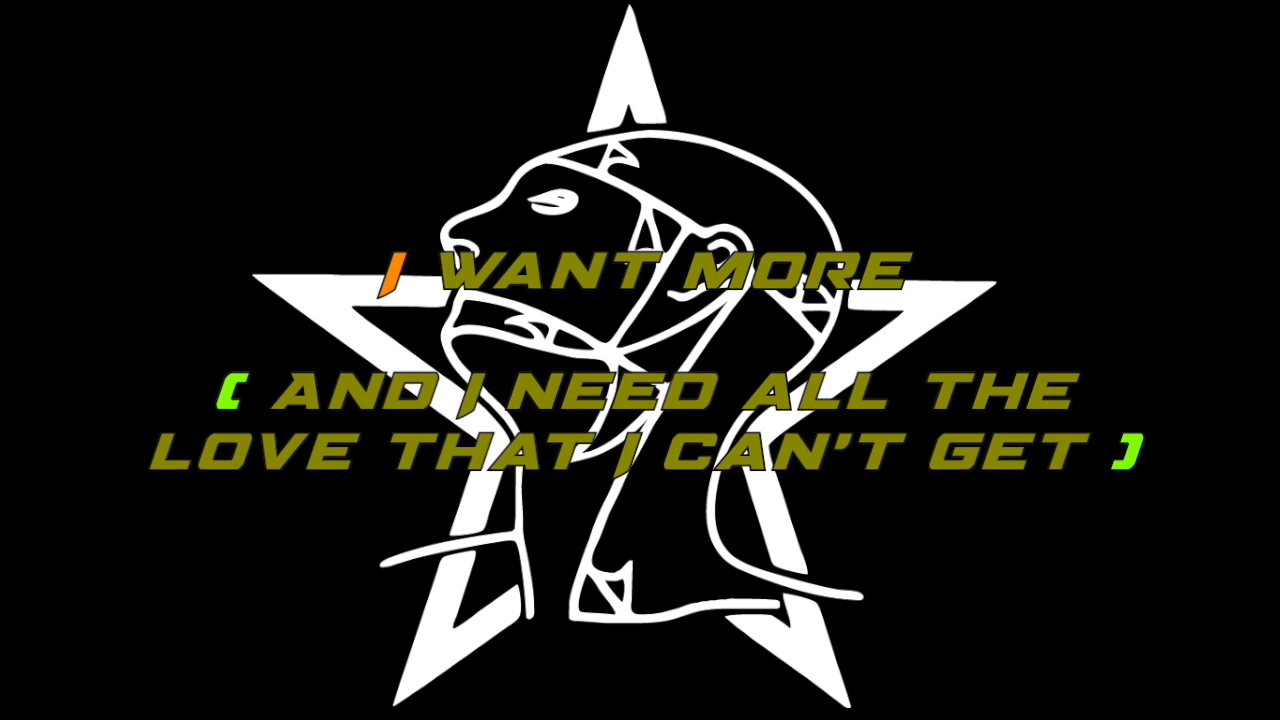 I WANT MORE
( AND I NEED ALL THE
LOVE THAT I CAN'T GET )